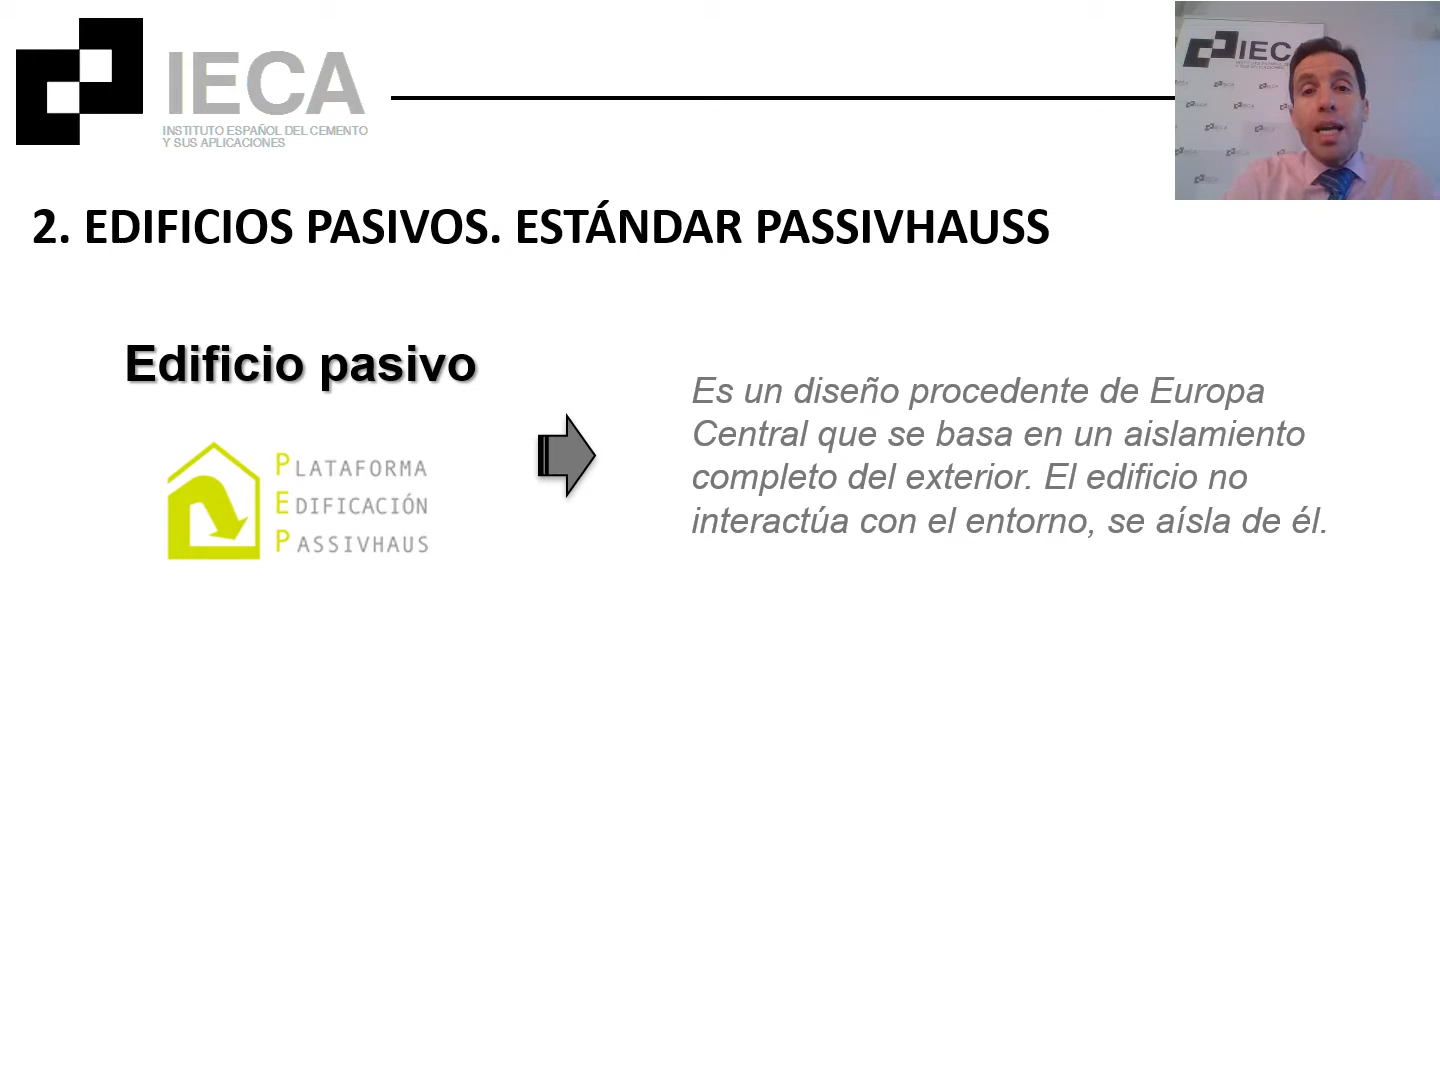 IECA
INSTITUTO ESPAÑOL DEL CEMENTO
Y SUS APLICACIONES
IECA
2. EDIFICIOS PASIVOS. ESTÁNDAR PASSIVHAUSS
Edificio pasivo
PLATAFORMA
EDIFICACIÓN
PASSIVHAUS
Es un diseño procedente de Europa
Central que se basa en un aislamiento
completo del exterior. El edificio no
interactúa con el entorno, se aísla de él.